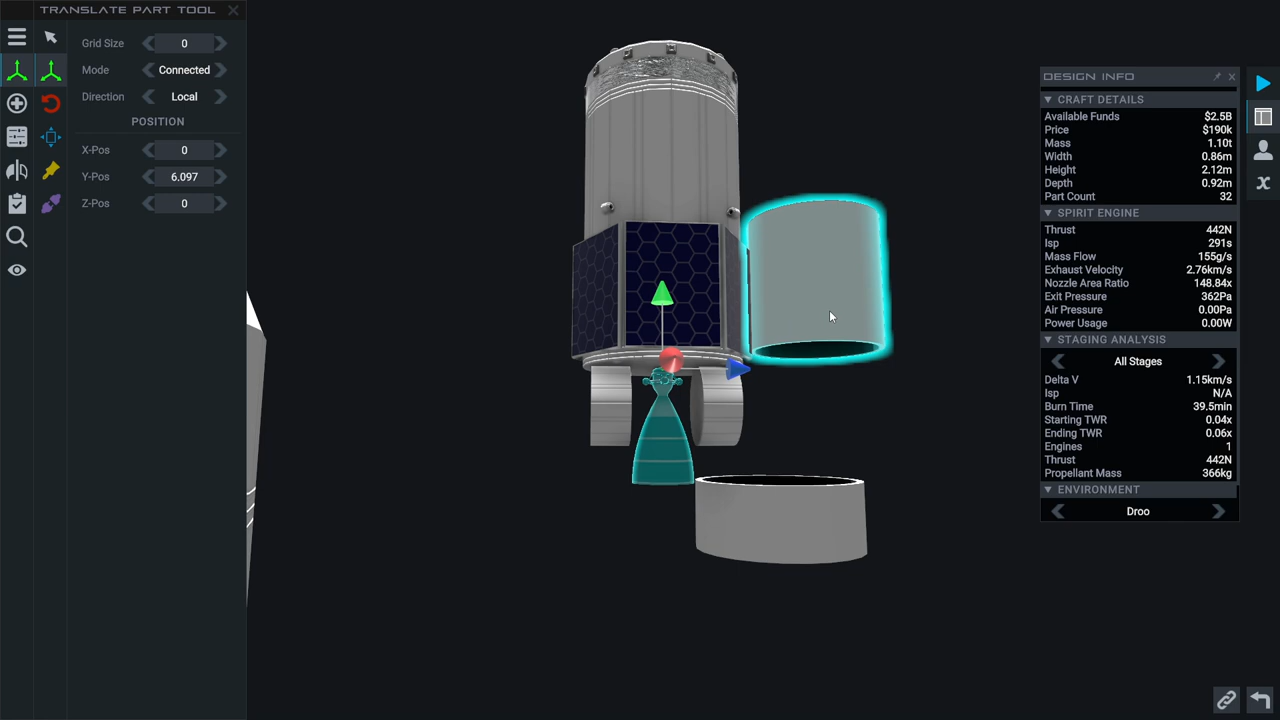 TRANSLATE PART TOOL
Grid Size 0
Mode Connected
Direction Local
POSITION
X-Pos 0
Y-Pos 6.097
Z-Pos 0
DESIGN INFO
CRAFT DETAILS
Available Funds $2.5B
Price $190k
Mass 1.10t
Width 0.86m
Height 2.12m
Depth 0.92m
Part Count 32
SPIRIT ENGINE
Thrust 442N
Isp 291s
Mass Flow 155g/s
Exhaust Velocity 2.76km/s
Nozzle Area Ratio 148.84x
Exit Pressure 362Pa
Air Pressure 0.00Pa
Power Usage 0.00W
STAGING ANALYSIS
All Stages
Delta V 1.15km/s
Isp N/A
Burn Time 39.5min
Starting TWR 0.04x
Ending TWR 0.06x
Engines 1
Thrust 442N
Propellant Mass 366kg
ENVIRONMENT
Droo